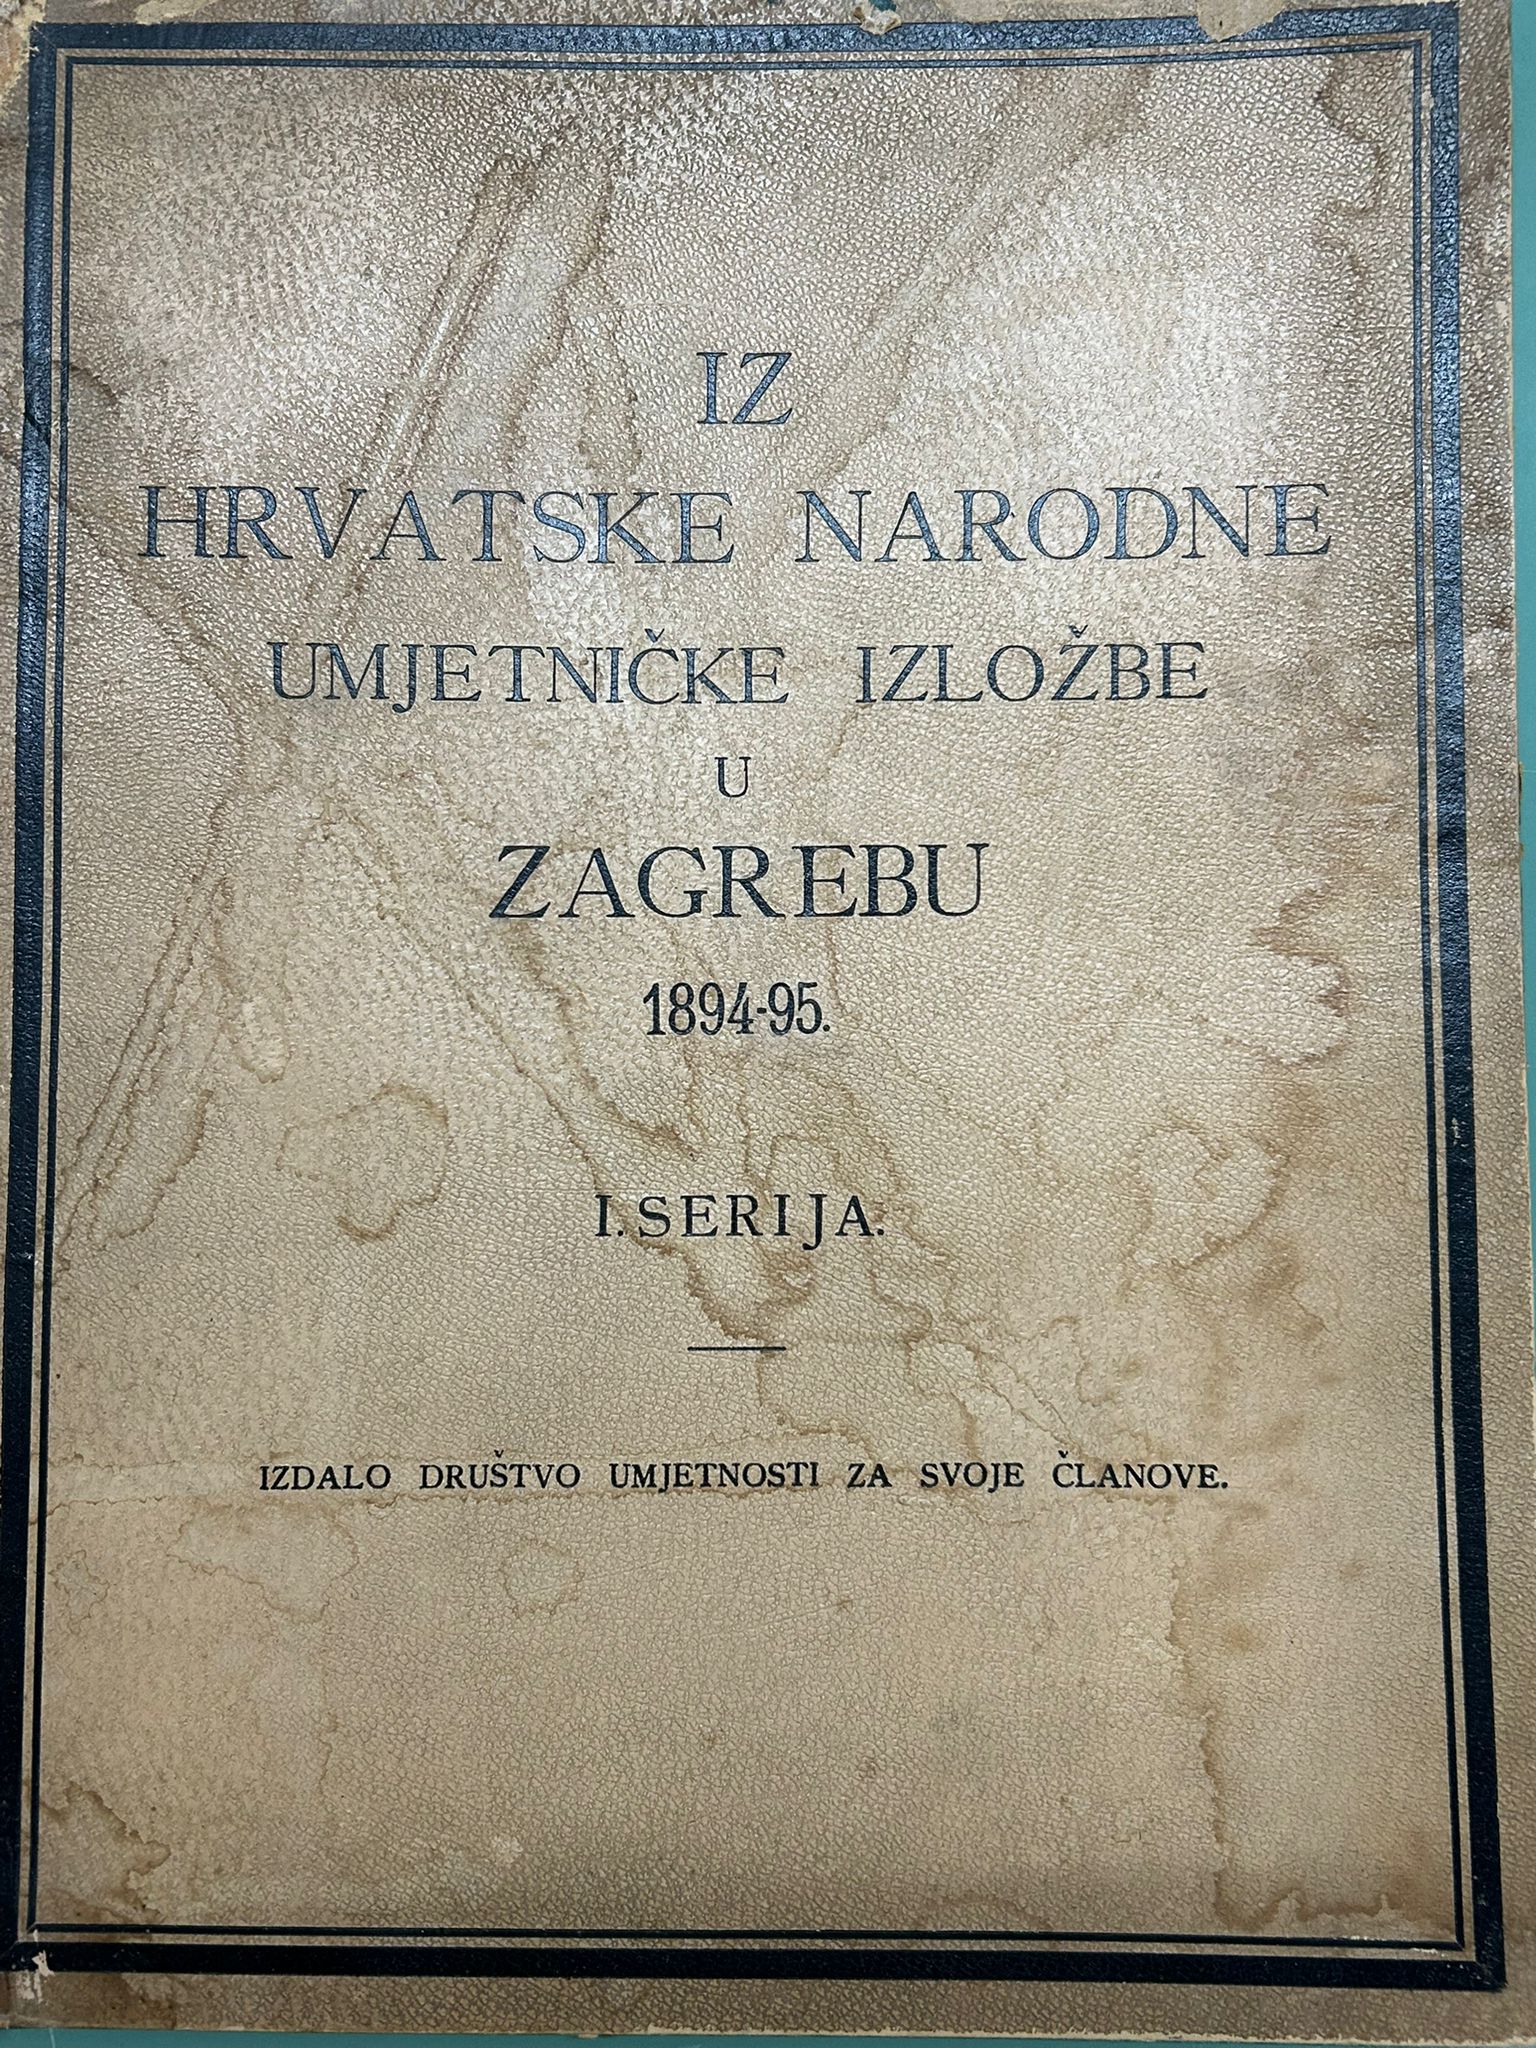 IZ
HRVATSKE NARODNE
UMJETNIČKE IZLOŽBE
U
ZAGREBU
1894-95.
I. SERIJA.
IZDALO DRUŠTVO UMJETNOSTI ZA SVOJE ČLANOVE.